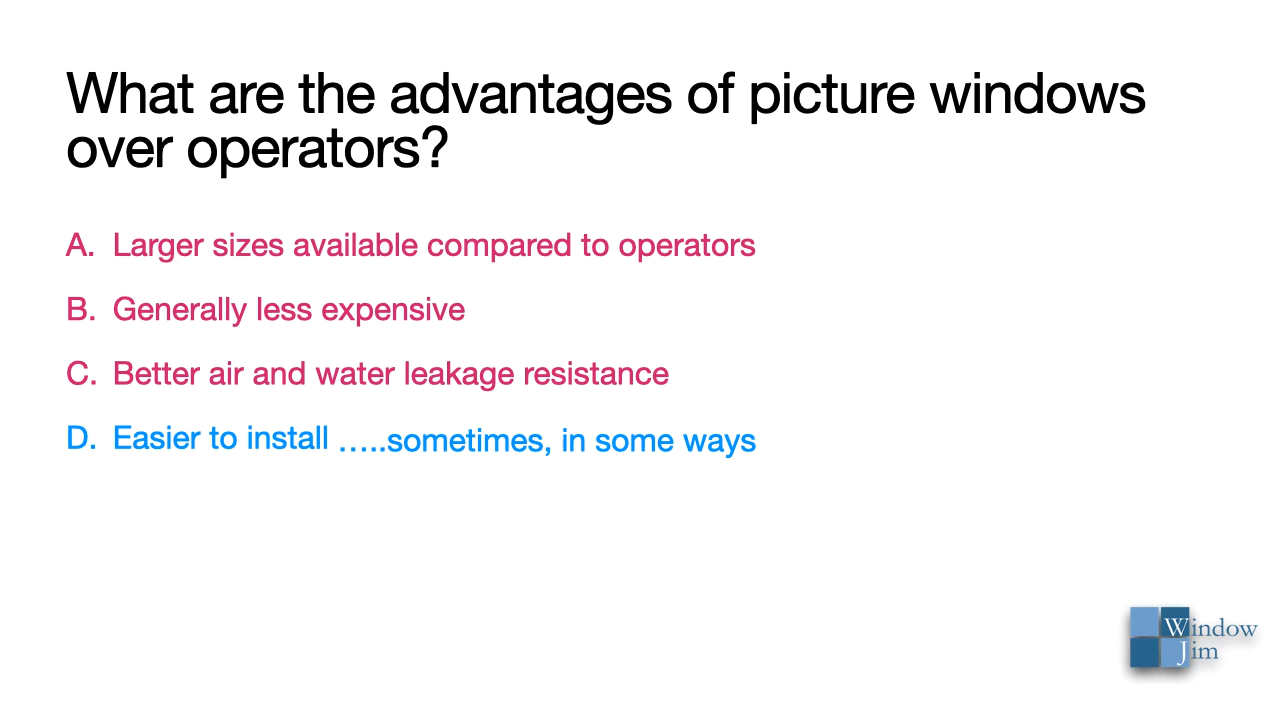 What are the advantages of picture windows
over operators?
A. Larger sizes available compared to operators
B. Generally less expensive
C. Better air and water leakage resistance
D. Easier to install .....sometimes, in some ways
Window
Jim